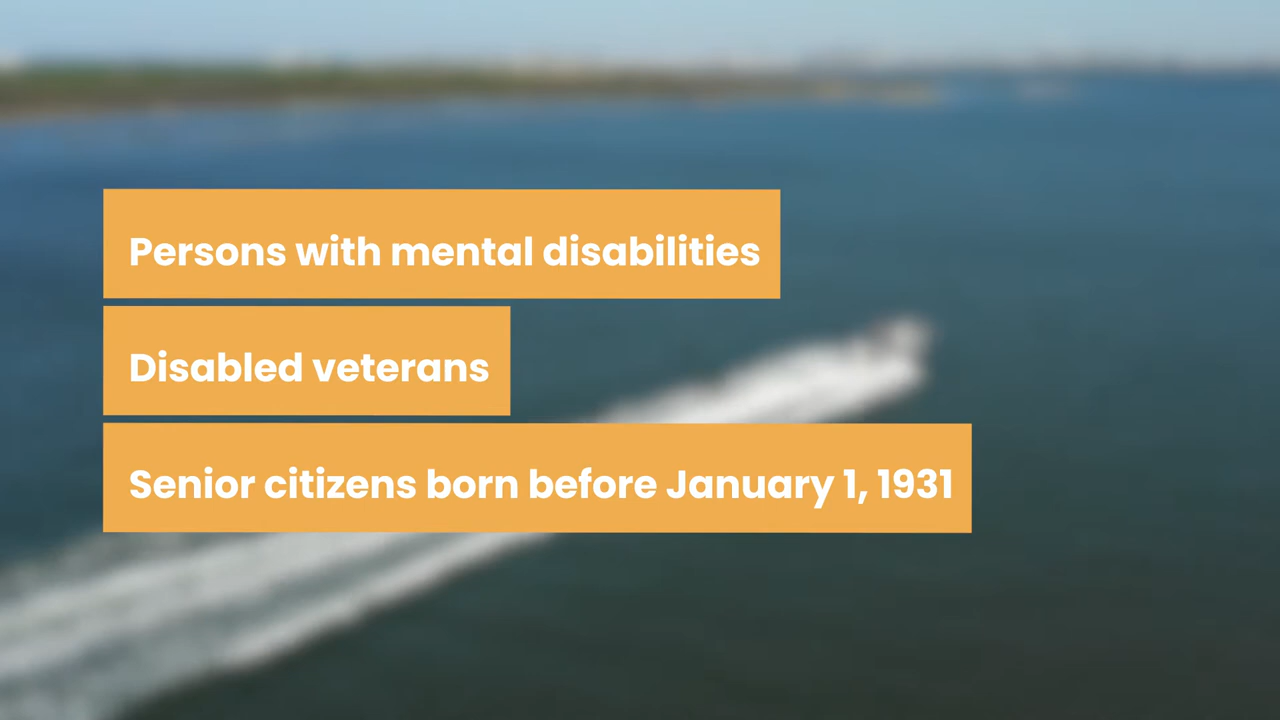 Persons with mental disabilities
Disabled veterans
Senior citizens born before January 1, 1931